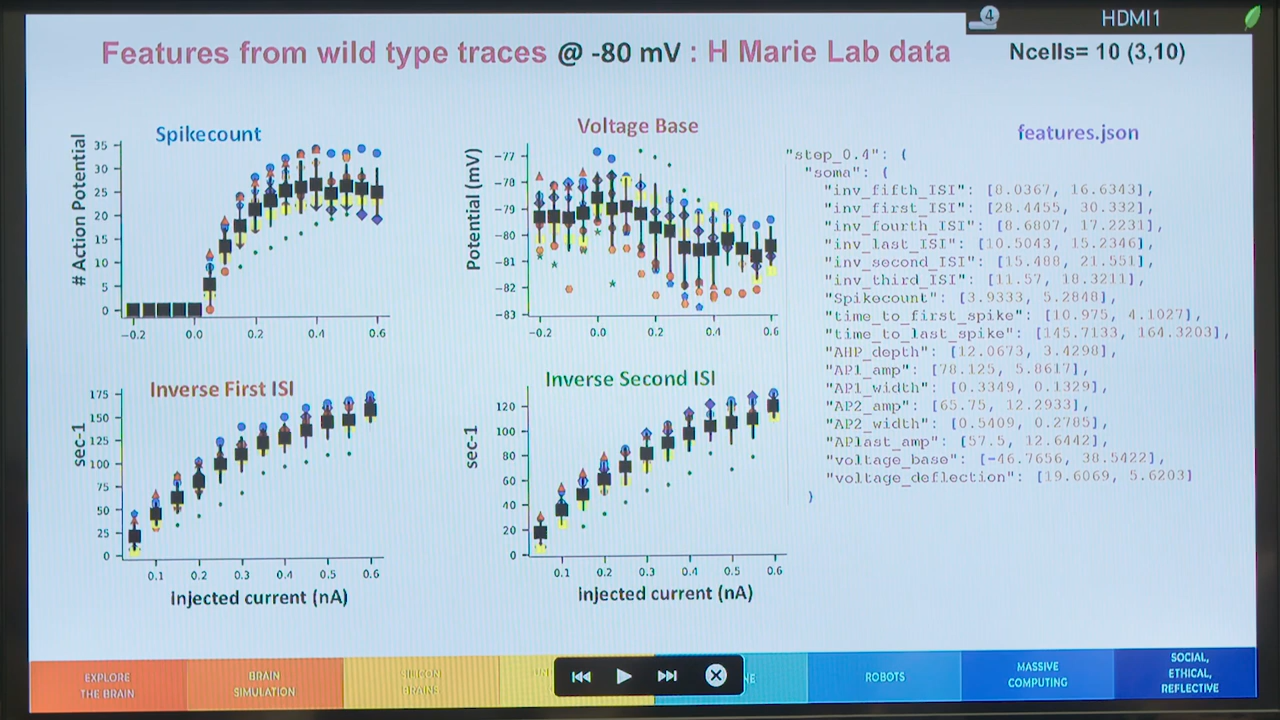 4
HDMI1
Features from wild type traces @ -80 mV : H Marie Lab data
Ncells= 10 (3,10)
Spikecount
# Action Potential
35
30
25
20
15
10
5
0
−0.2 0.0 0.2 0.4 0.6
Voltage Base
Potential (mV)
−77
−78
−79
−80
−81
−82
−83
−0.2 0.0 0.2 0.4 0.6
Inverse First ISI
sec-1
175
150
125
100
75
50
25
0
0.1 0.2 0.3 0.4 0.5 0.6
injected current (nA)
Inverse Second ISI
sec-1
120
100
80
60
40
20
0
0.1 0.2 0.3 0.4 0.5 0.6
injected current (nA)
features.json
"step_0.4": {
"soma": {
"inv_fifth_ISI": [8.0367, 16.6343],
"inv_first_ISI": [28.4455, 30.332],
"inv_fourth_ISI": [8.6807, 17.2231],
"inv_last_ISI": [10.5043, 15.2346],
"inv_second_ISI": [15.488, 21.551],
"inv_third_ISI": [11.57, 18.3211],
"Spikecount": [3.9333, 5.2848],
"time_to_first_spike": [10.975, 4.1027],
"time_to_last_spike": [145.7133, 164.3203],
"AHP_depth": [12.0673, 3.4298],
"AP1_amp": [78.125, 5.8617],
"AP1_width": [0.3349, 0.1329],
"AP2_amp": [65.75, 12.2933],
"AP2_width": [0.5409, 0.2785],
"APlast_amp": [57.5, 12.6442],
"voltage_base": [-46.7656, 38.5422],
"voltage_deflection": [19.6069, 5.6203]
}
EXPLORE
THE BRAIN
BRAIN
SIMULATION
SILICON
BRAINS
ROBOTS
MASSIVE
COMPUTING
SOCIAL,
ETHICAL,
REFLECTIVE